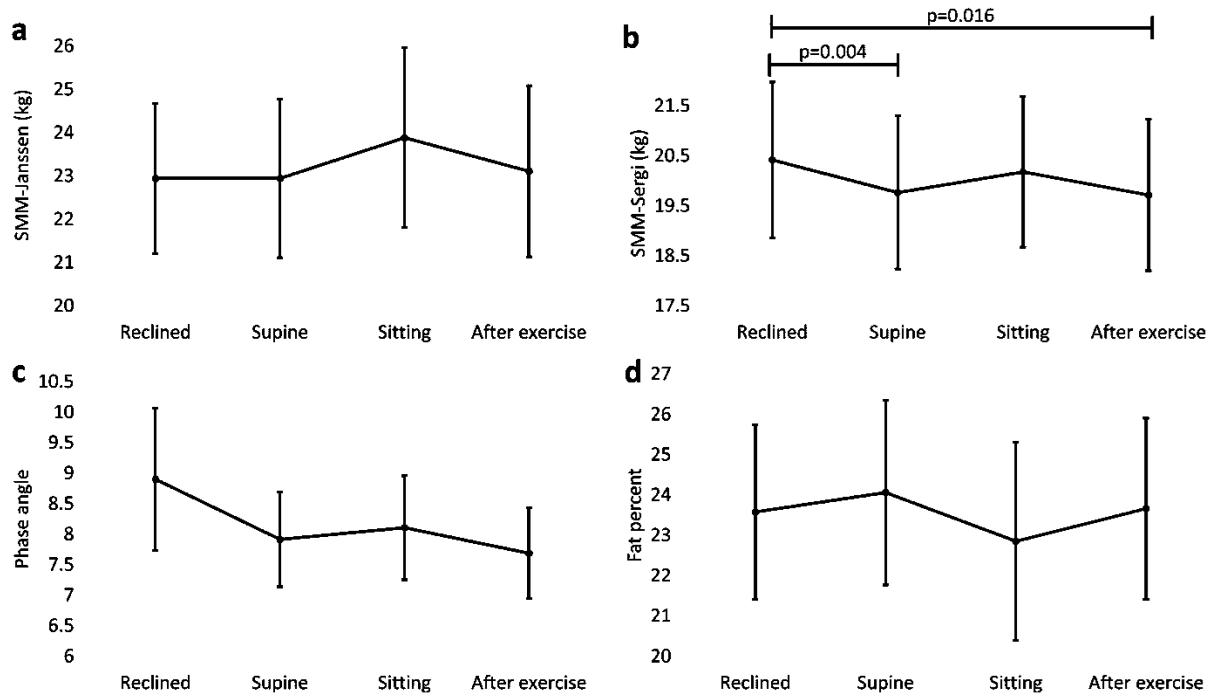 a
SMM-Janssen (kg)
26
25
24
23
22
21
20
Reclined
Supine
Sitting
After exercise
b
p=0.016
p=0.004
SMM-Sergi (kg)
21.5
20.5
19.5
18.5
17.5
Reclined
Supine
Sitting
After exercise
c
Phase angle
10.5
10
9.5
9
8.5
8
7.5
7
6.5
6
Reclined
Supine
Sitting
After exercise
d
Fat percent
27
26
25
24
23
22
21
20
Reclined
Supine
Sitting
After exercise